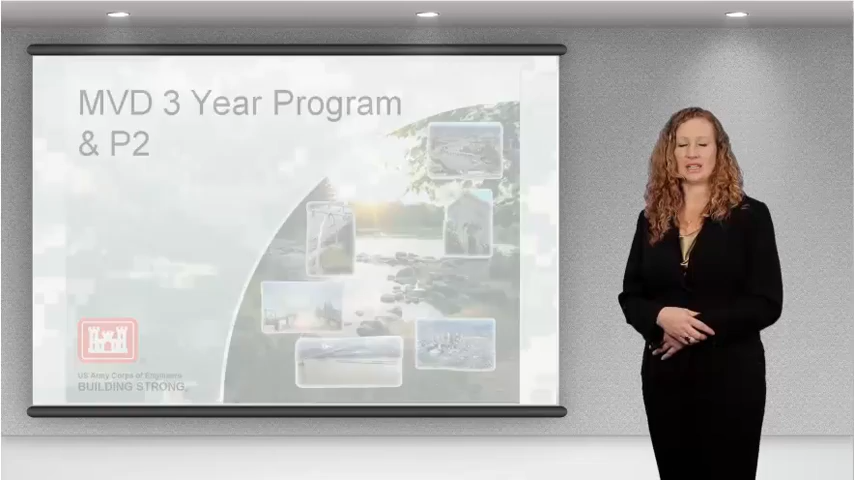 MVD 3 Year Program
& P2
US Army Corps of Engineers
BUILDING STRONG®